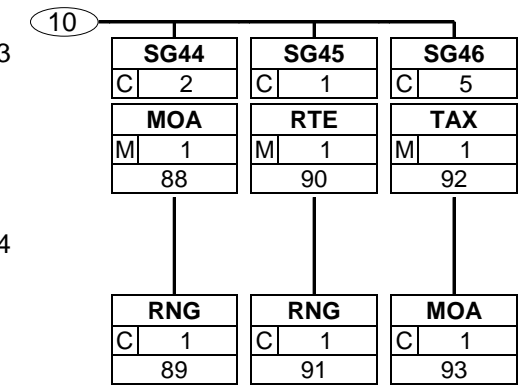 10
3
SG44 SG45 SG46
C 2 C 1 C 5
MOA RTE TAX
M 1 M 1 M 1
88 90 92
4
RNG RNG MOA
C 1 C 1 C 1
89 91 93